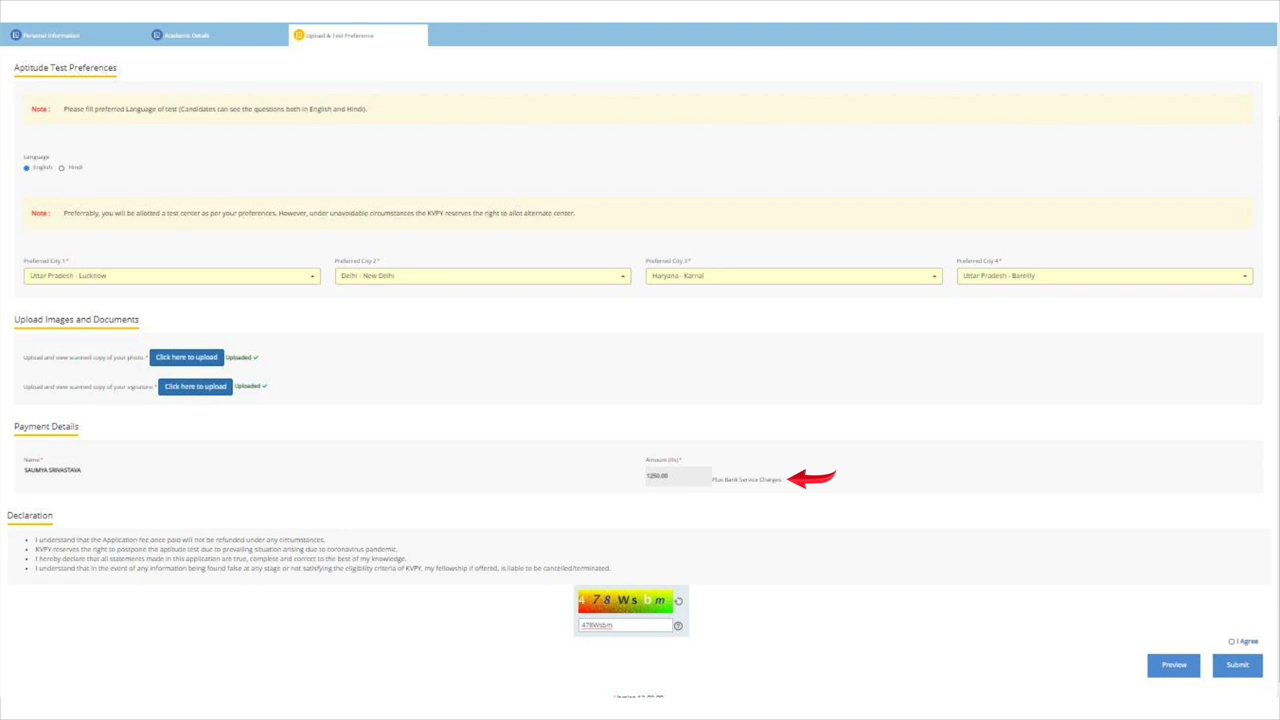 Personal Information Academic Details Upload & Test Preference
Aptitude Test Preferences
Note : Please fill preferred Language of test (Candidates can see the questions both in English and Hindi).
Language
English Hindi
Note : Preferrably, you will be allotted a test center as per your preferences. However, under unavoidable circumstances the KVPY reserves the right to allot alternate center.
Preferred City 1* Preferred City 2* Preferred City 3* Preferred City 4*
Uttar Pradesh - Lucknow Delhi - New Delhi Haryana - Karnal Uttar Pradesh - Bareilly
Upload Images and Documents
Upload and view scanned copy of your photo.* Click here to upload Uploaded ✓
Upload and view scanned copy of your signature.* Click here to upload Uploaded ✓
Payment Details
Name* Amount (Rs)*
SAUMYA SRIVASTAVA 1250.00 Plus Bank Service Charges
Declaration
• I understand that the Application fee once paid will not be refunded under any circumstances.
• KVPY reserves the right to postpone the aptitude test due to prevailing situation arising due to coronavirus pandemic.
• I hereby declare that all statements made in this application are true, complete and correct to the best of my knowledge.
• I understand that in the event of any information being found false at any stage or not satisfying the eligibility criteria of KVPY, my fellowship if offered, is liable to be cancelled/terminated.
4 7 8 W s b m
478Wsbm
I Agree
Preview Submit